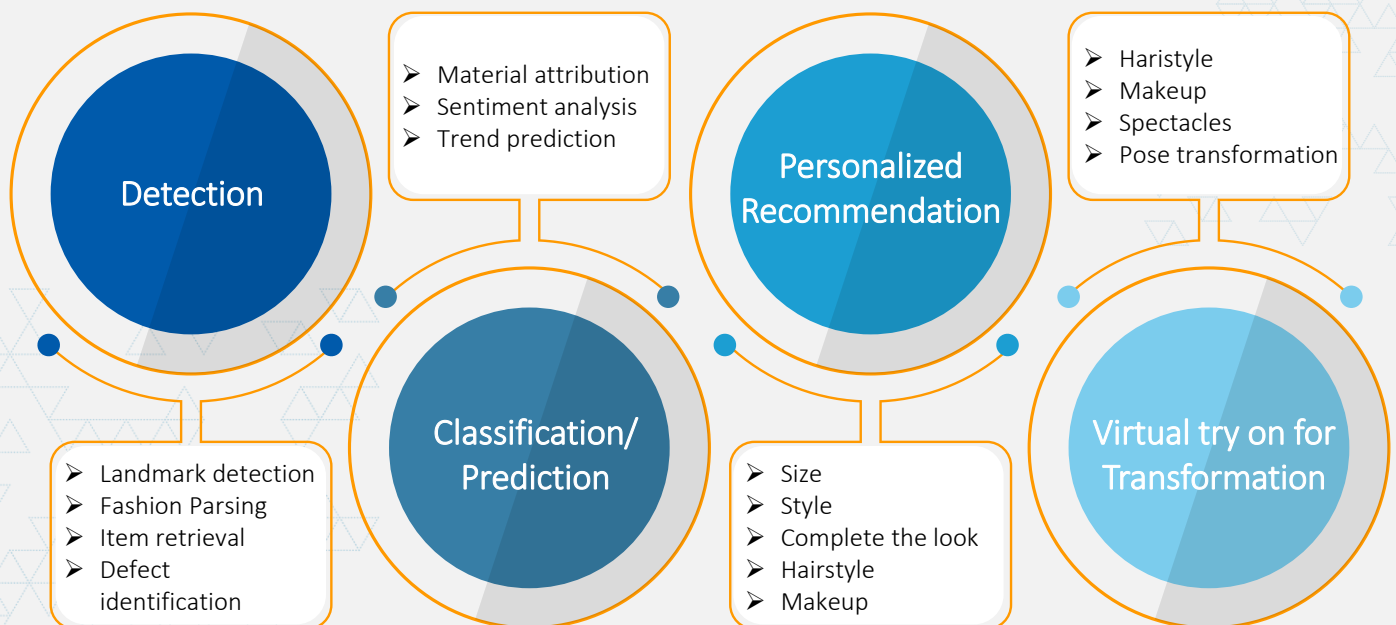 Detection
Landmark detection
Fashion Parsing
Item retrieval
Defect
identification
Material attribution
Sentiment analysis
Trend prediction
Classification/
Prediction
Personalized
Recommendation
Size
Style
Complete the look
Hairstyle
Makeup
Haristyle
Makeup
Spectacles
Pose transformation
Virtual try on for
Transformation